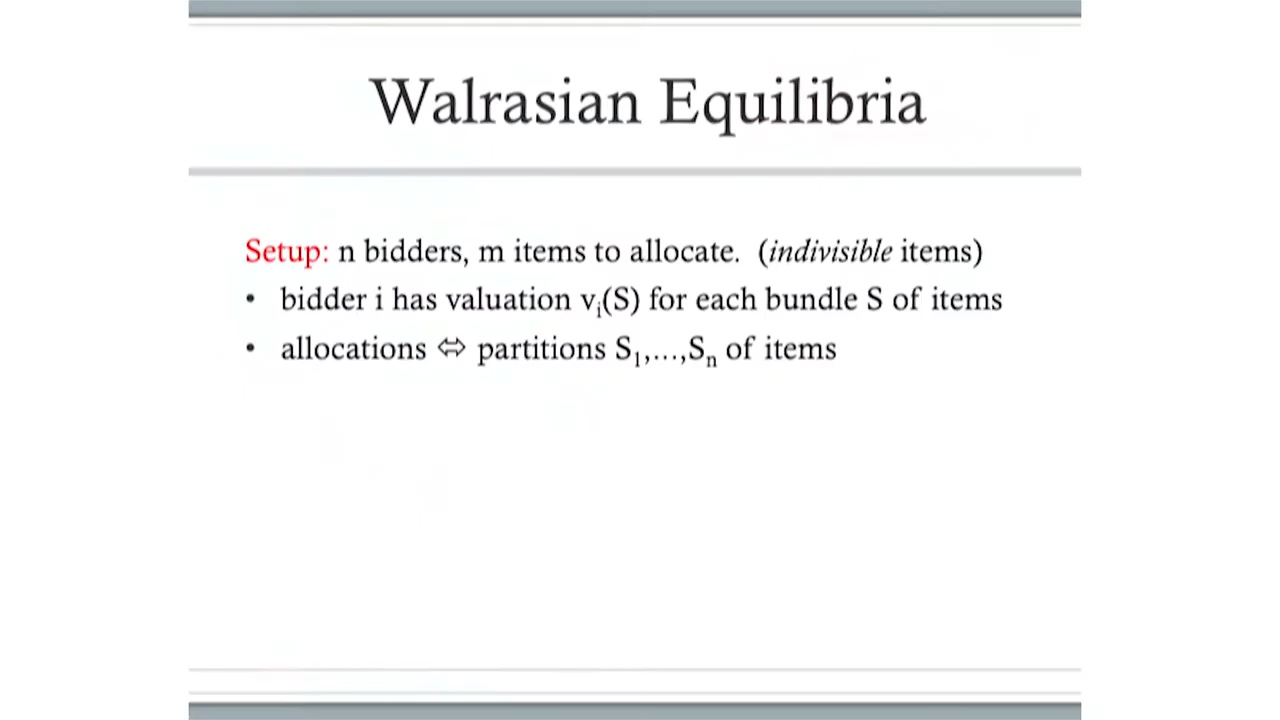 Walrasian Equilibria
Setup: n bidders, m items to allocate. (indivisible items)
• bidder i has valuation vᵢ(S) for each bundle S of items
• allocations ⇔ partitions S₁,...,Sₙ of items